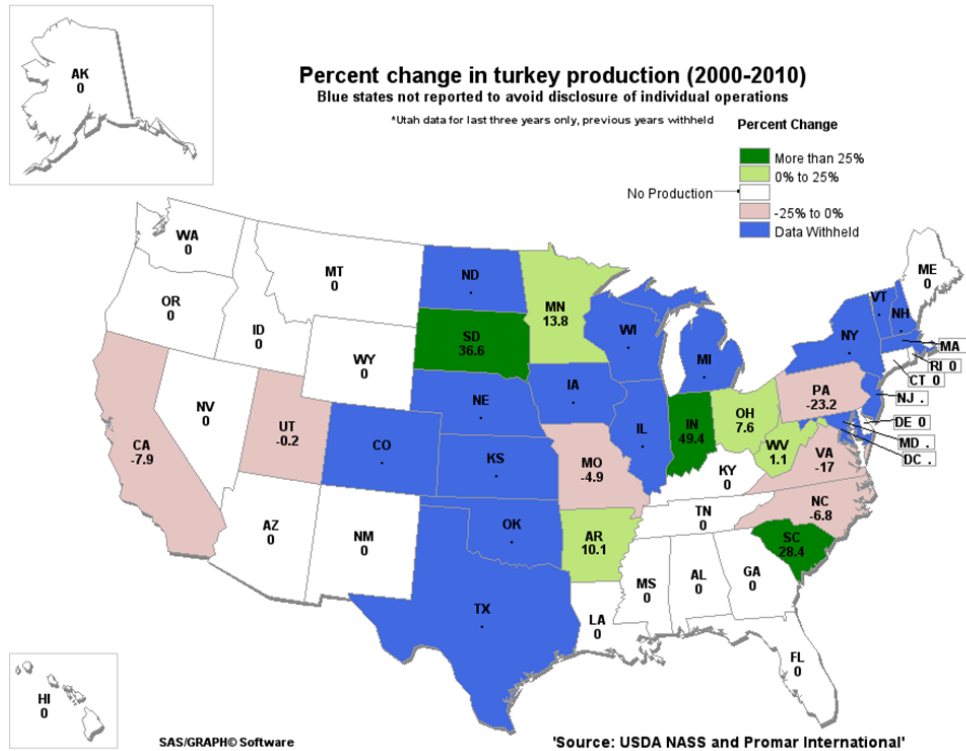 AK
0
Percent change in turkey production (2000-2010)
Blue states not reported to avoid disclosure of individual operations
*Utah data for last three years only, previous years withheld
Percent Change
More than 25%
0% to 25%
No Production
-25% to 0%
Data Withheld
WA
0
OR
0
ID
0
MT
0
WY
0
ND
.
SD
36.6
MN
13.8
WI
.
MI
.
NY
.
VT
.
NH
.
ME
0
MA
RI 0
CT 0
NJ .
DE 0
MD .
DC .
CA
-7.9
NV
0
UT
-0.2
CO
.
NE
.
KS
.
IA
.
MO
-4.9
IL
.
IN
49.4
OH
7.6
PA
-23.2
WV
1.1
VA
-17
KY
0
NC
-6.8
TN
0
SC
28.4
AZ
0
NM
0
OK
.
AR
10.1
TX
.
LA
0
MS
0
AL
0
GA
0
FL
0
HI
0
SAS/GRAPH© Software
'Source: USDA NASS and Promar International'